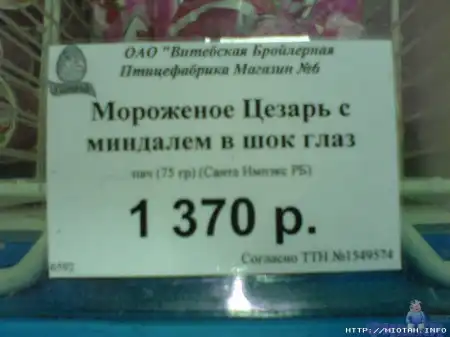 ОАО "Витебская Бройлерная
Птицефабрика Магазин №6
Мороженое Цезарь с
миндалем в шок глаз
пач (75 гр) (Санта Импэкс РБ)
1 370 р.
Согласно ТТН №1549574
HTTP://MIOTAH.INFO